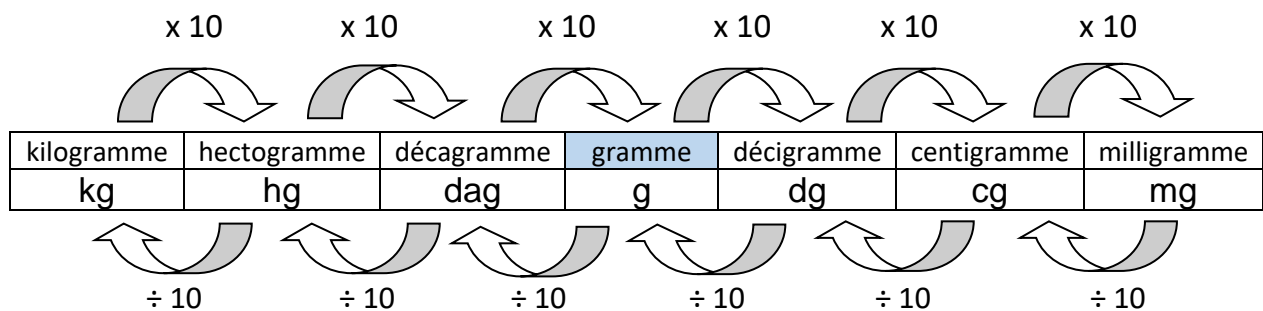 x 10 x 10 x 10 x 10 x 10 x 10
kilogramme hectogramme décagramme gramme décigramme centigramme milligramme
kg hg dag g dg cg mg
÷ 10 ÷ 10 ÷ 10 ÷ 10 ÷ 10 ÷ 10